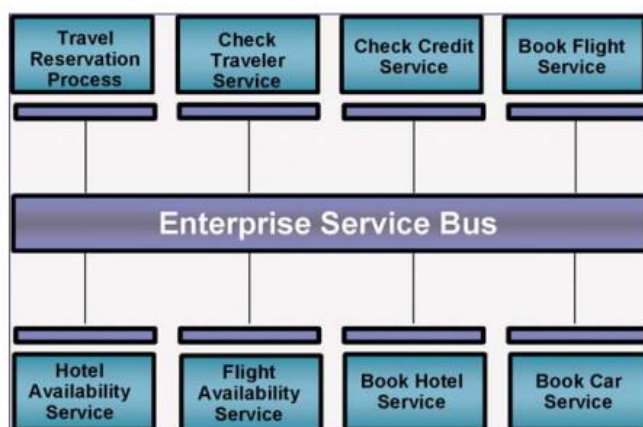 Travel
Reservation
Process
Check
Traveler
Service
Check Credit
Service
Book Flight
Service
Enterprise Service Bus
Hotel
Availability
Service
Flight
Availability
Service
Book Hotel
Service
Book Car
Service